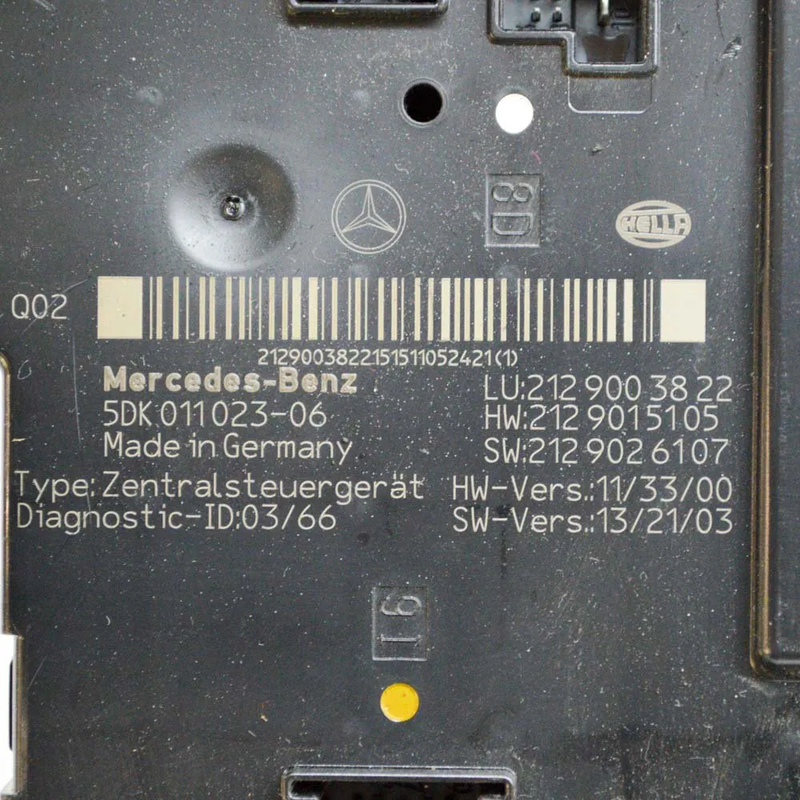 8D
HELLA
Q02
2129003822151511052421(1)
Mercedes-Benz
LU:212 900 38 22
5DK 011 023-06
HW:212 901 51 05
Made in Germany
SW:212 902 61 07
Type: Zentralsteuergerät
HW-Vers.:11/33/00
Diagnostic-ID:03/66
SW-Vers.:13/21/03
16